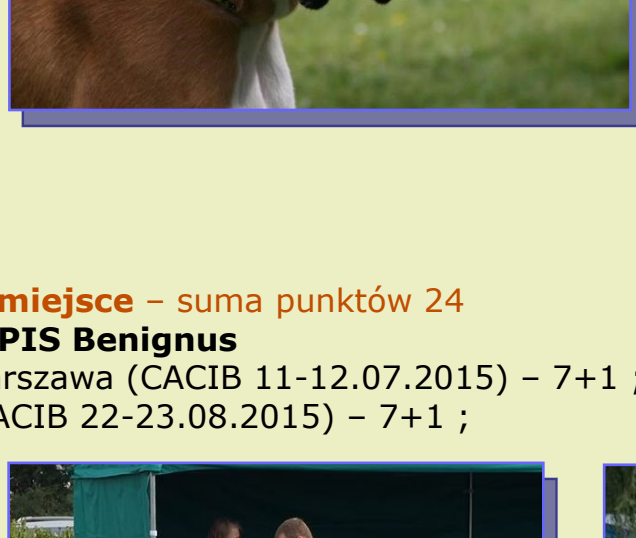 miejsce – suma punktów 24
PIS Benignus
rszawa (CACIB 11-12.07.2015) – 7+1 ;
ACIB 22-23.08.2015) – 7+1 ;